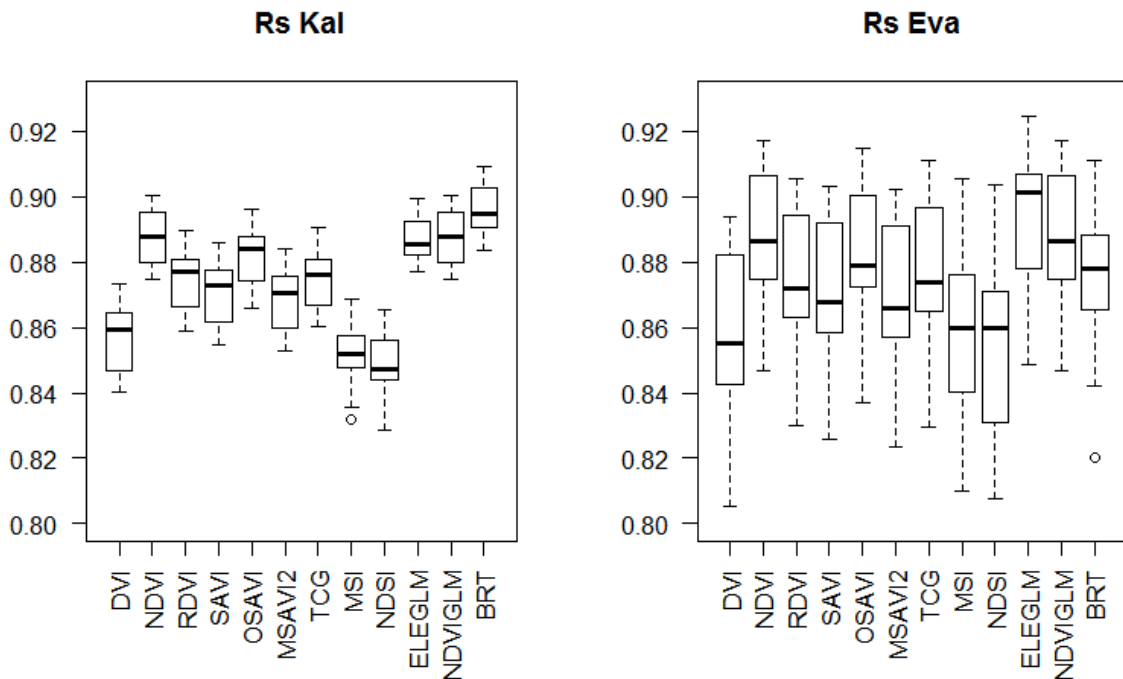 Rs Kal
0.92
0.90
0.88
0.86
0.84
0.82
0.80
DVI
NDVI
RDVI
SAVI
OSAVI
MSAVI2
TCG
MSI
NDSI
ELEGLM
NDVIGLM
BRT
Rs Eva
0.92
0.90
0.88
0.86
0.84
0.82
0.80
DVI
NDVI
RDVI
SAVI
OSAVI
MSAVI2
TCG
MSI
NDSI
ELEGLM
NDVIGLM
BRT